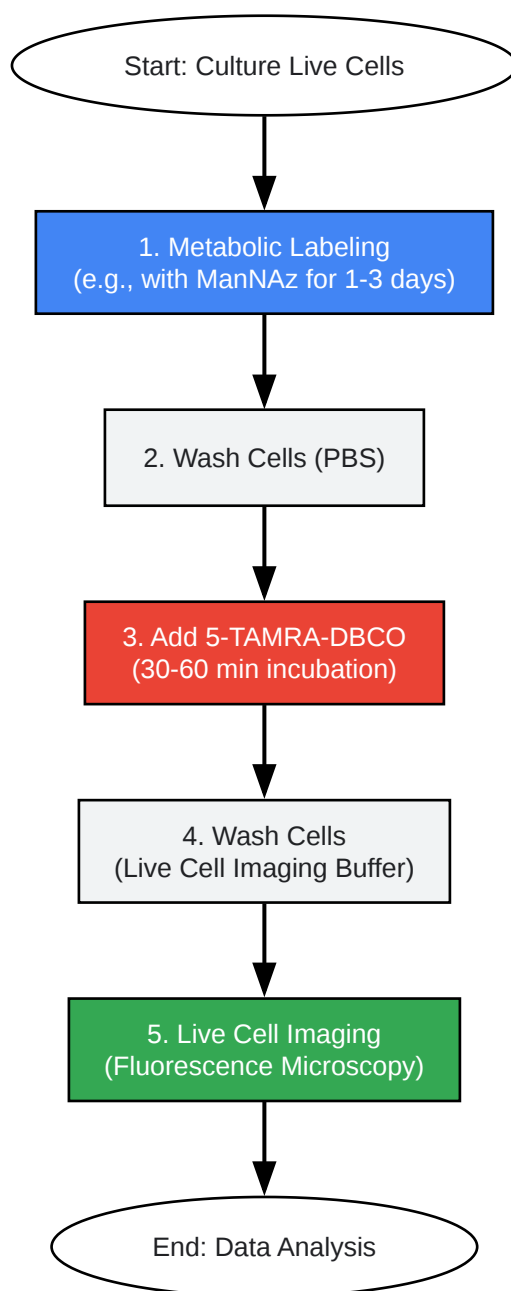 Start: Culture Live Cells
1. Metabolic Labeling
(e.g., with ManNAz for 1-3 days)
2. Wash Cells (PBS)
3. Add 5-TAMRA-DBCO
(30-60 min incubation)
4. Wash Cells
(Live Cell Imaging Buffer)
5. Live Cell Imaging
(Fluorescence Microscopy)
End: Data Analysis